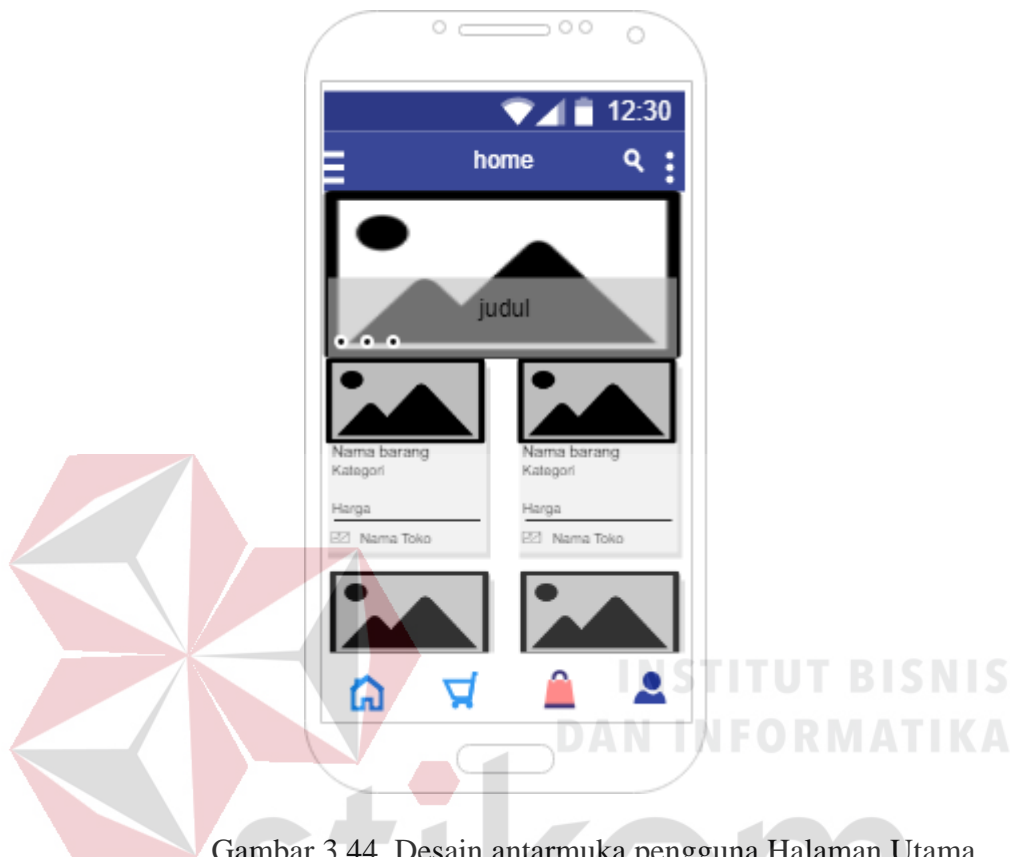 12:30
home
judul
Nama barang
Kategori
Harga
Nama Toko
Nama barang
Kategori
Harga
Nama Toko
INSTITUT BISNIS
DAN INFORMATIKA
stikom
Gambar 3.44 Desain antarmuka pengguna Halaman Utama